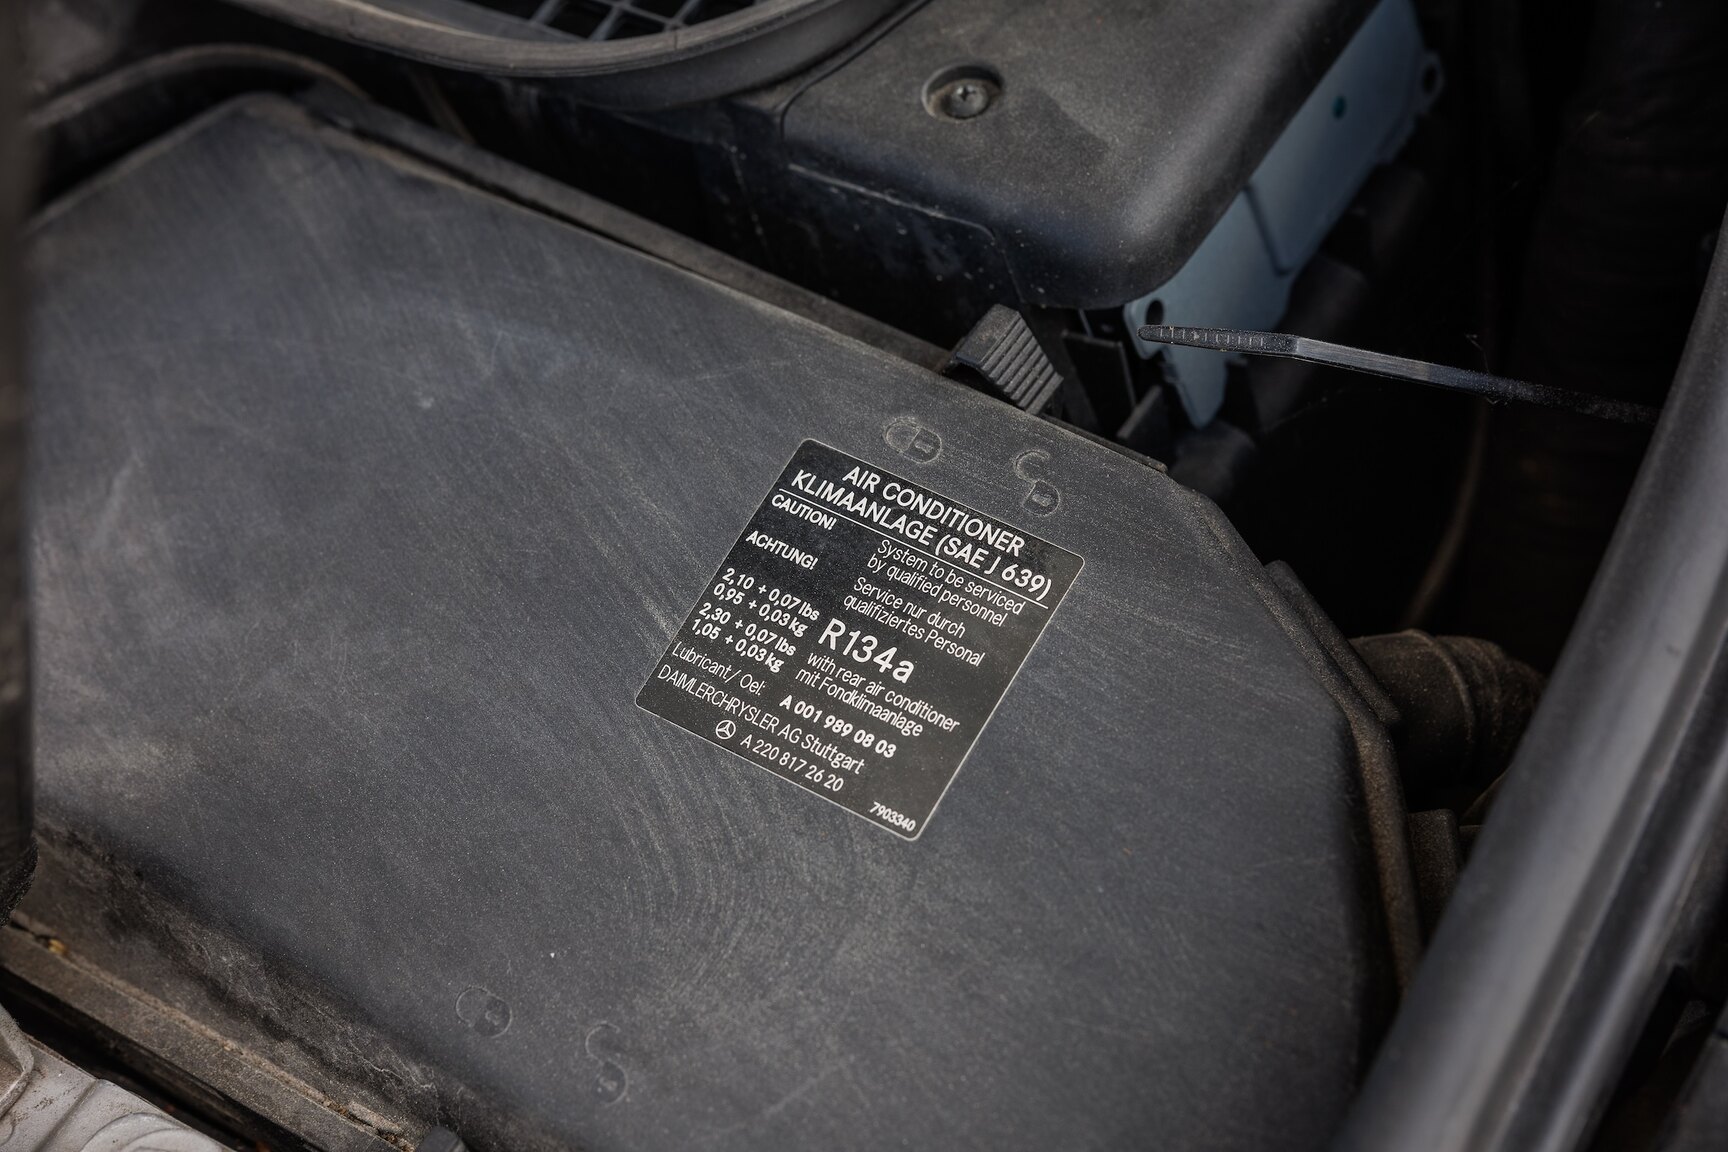 AIR CONDITIONER
KLIMAANLAGE (SAE J 639)
CAUTION! System to be serviced
by qualified personnel
ACHTUNG! Service nur durch
qualifiziertes Personal
2,10 + 0,07 lbs
0,95 + 0,03 kg R134a
2,30 + 0,07 lbs with rear air conditioner
1,05 + 0,03 kg mit Fondklimaanlage
Lubricant / Oel: A 001 989 08 03
DAIMLERCHRYSLER AG Stuttgart
A 220 817 26 20
7903340